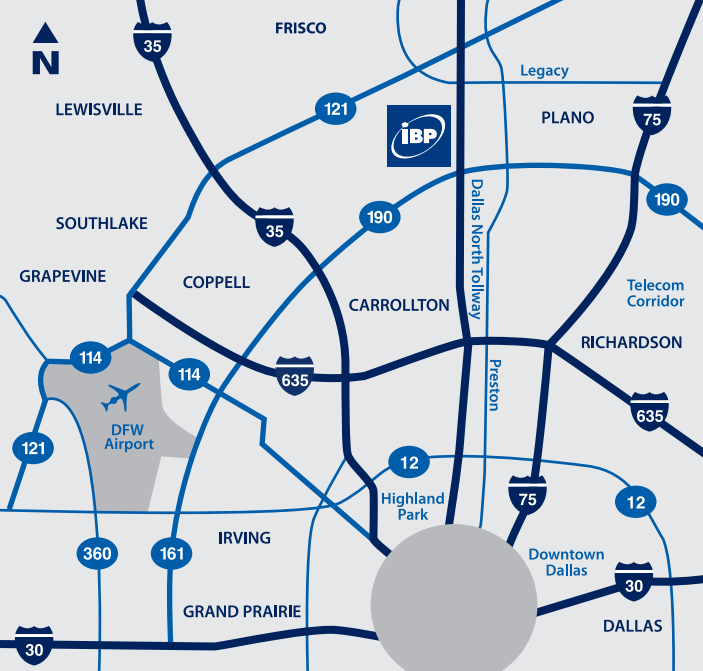 35
FRISCO
N
Legacy
LEWISVILLE
121
PLANO
75
iBP
190
190
Dallas North Tollway
SOUTHLAKE
35
GRAPEVINE
COPPELL
CARROLLTON
Telecom
Corridor
RICHARDSON
114
114
635
Preston
635
DFW
Airport
121
12
Highland
Park
75
12
IRVING
360
161
Downtown
Dallas
30
GRAND PRAIRIE
DALLAS
30